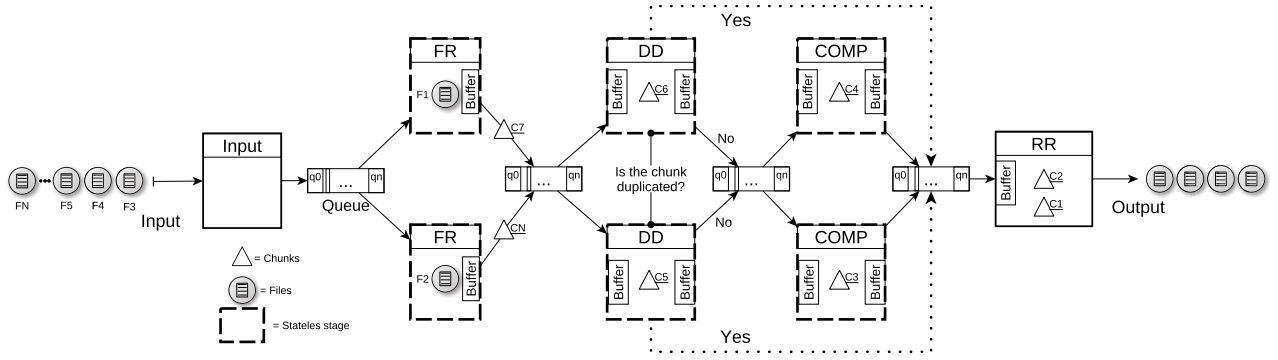 Yes
FR
DD
COMP
F1
Buffer
C7
Buffer
C6
Buffer
Buffer
C4
Buffer
Input
No
RR
q0
...
qn
Queue
q0
...
qn
Is the chunk
duplicated?
q0
...
qn
q0
...
qn
Buffer
C2
C1
FN
F5
F4
F3
Input
Output
FR
CN
DD
No
COMP
F2
Buffer
Buffer
C5
Buffer
Buffer
C3
Buffer
= Chunks
= Files
= Stateles stage
Yes